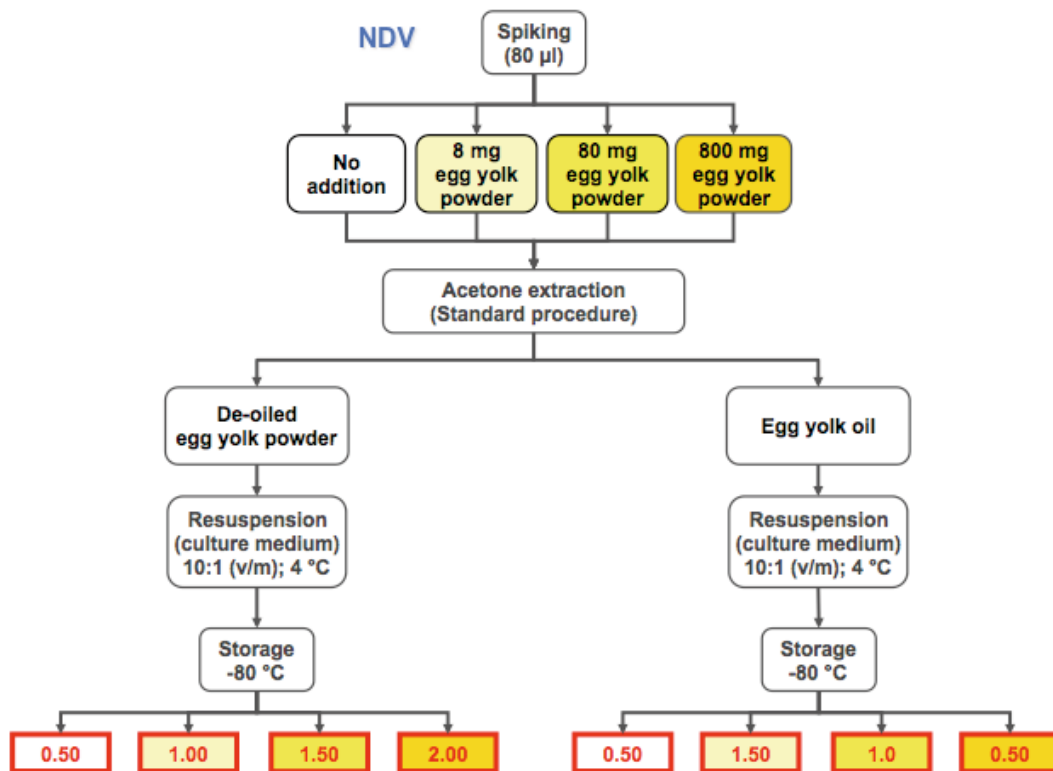 NDV
Spiking
(80 µl)
No
addition
8 mg
egg yolk
powder
80 mg
egg yolk
powder
800 mg
egg yolk
powder
Acetone extraction
(Standard procedure)
De-oiled
egg yolk powder
Egg yolk oil
Resuspension
(culture medium)
10:1 (v/m); 4 °C
Resuspension
(culture medium)
10:1 (v/m); 4 °C
Storage
-80 °C
Storage
-80 °C
0.50
1.00
1.50
2.00
0.50
1.50
1.0
0.50